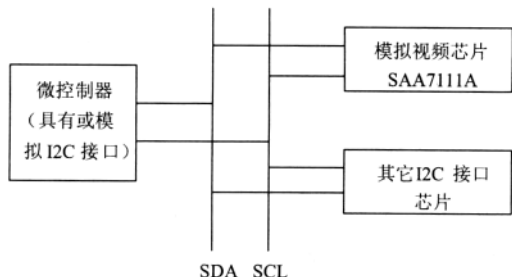 微控制器
（具有或模
拟I2C 接口）
模拟视频芯片
SAA7111A
其它I2C 接口
芯片
SDA SCL